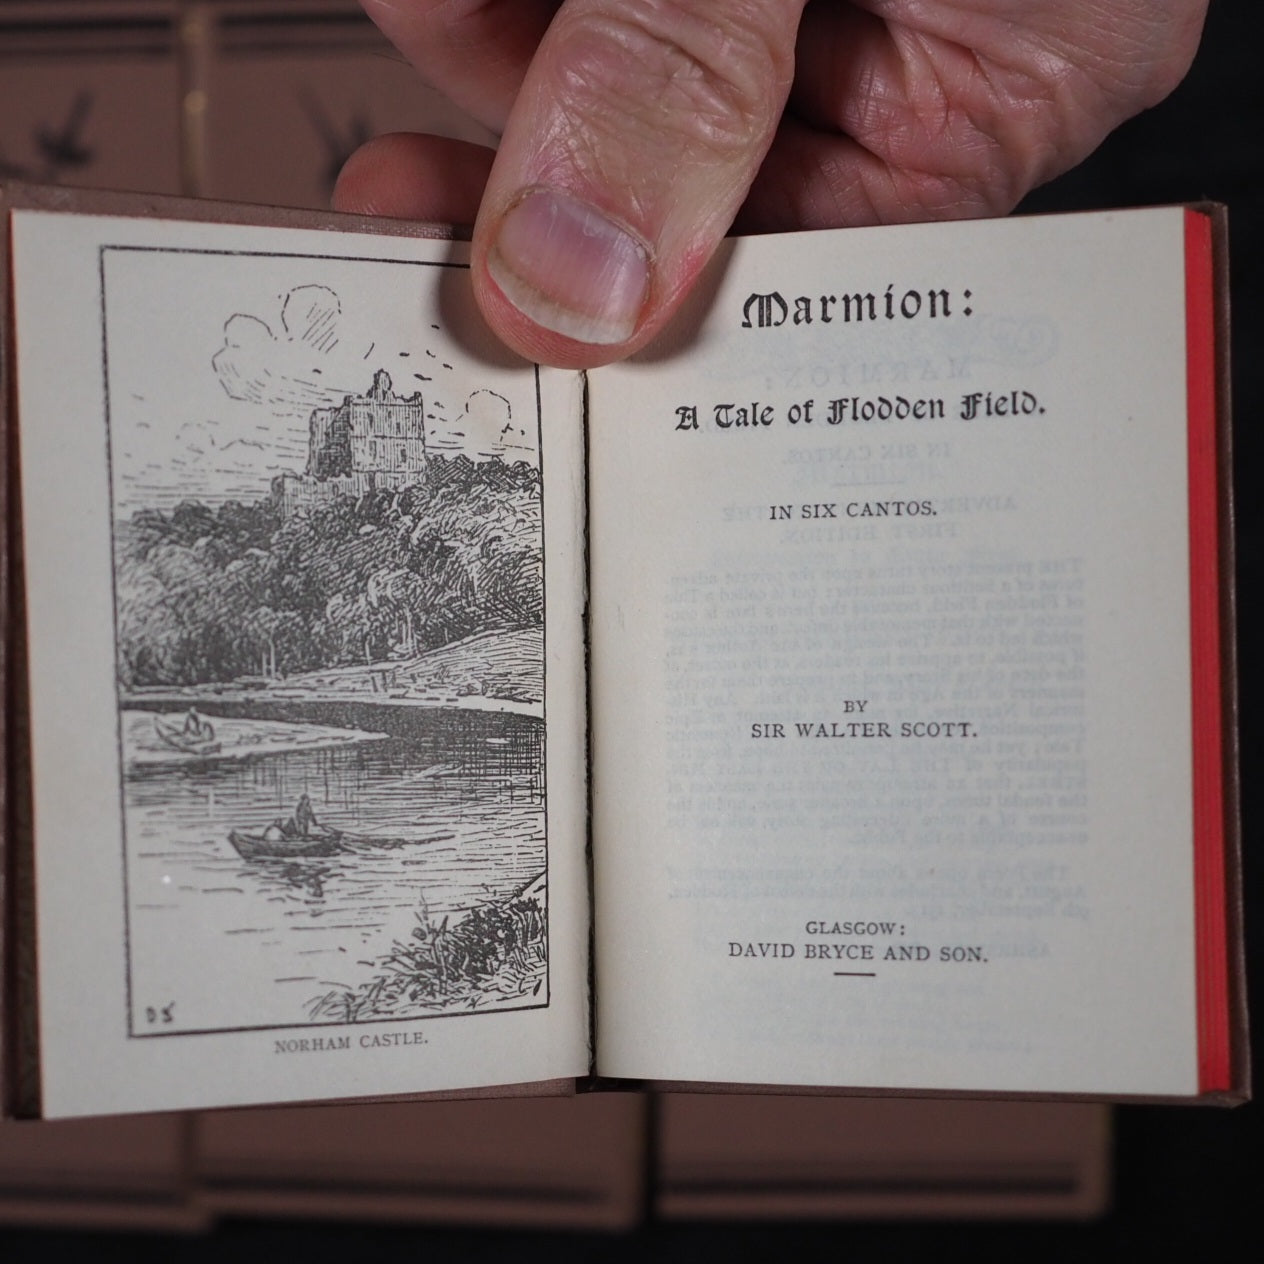 DS
NORHAM CASTLE.
Marmion:
A Tale of Flodden Field.
IN SIX CANTOS.
BY
SIR WALTER SCOTT.
GLASGOW:
DAVID BRYCE AND SON.